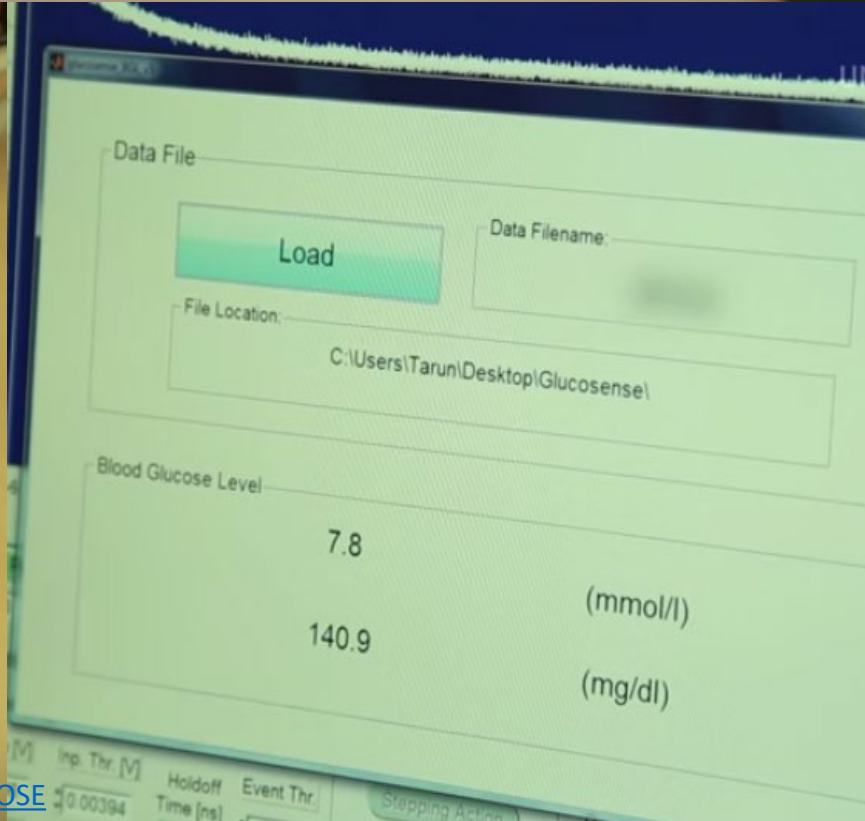 Data File
Load
Data Filename:
File Location:
C:\Users\Tarun\Desktop\Glucosense\
Blood Glucose Level
7.8
(mmol/l)
140.9
(mg/dl)
[V]
Inp. Thr. [V]
Holdoff
Time [ns]
Event Thr.
Stepping Action
0.00394
OSE